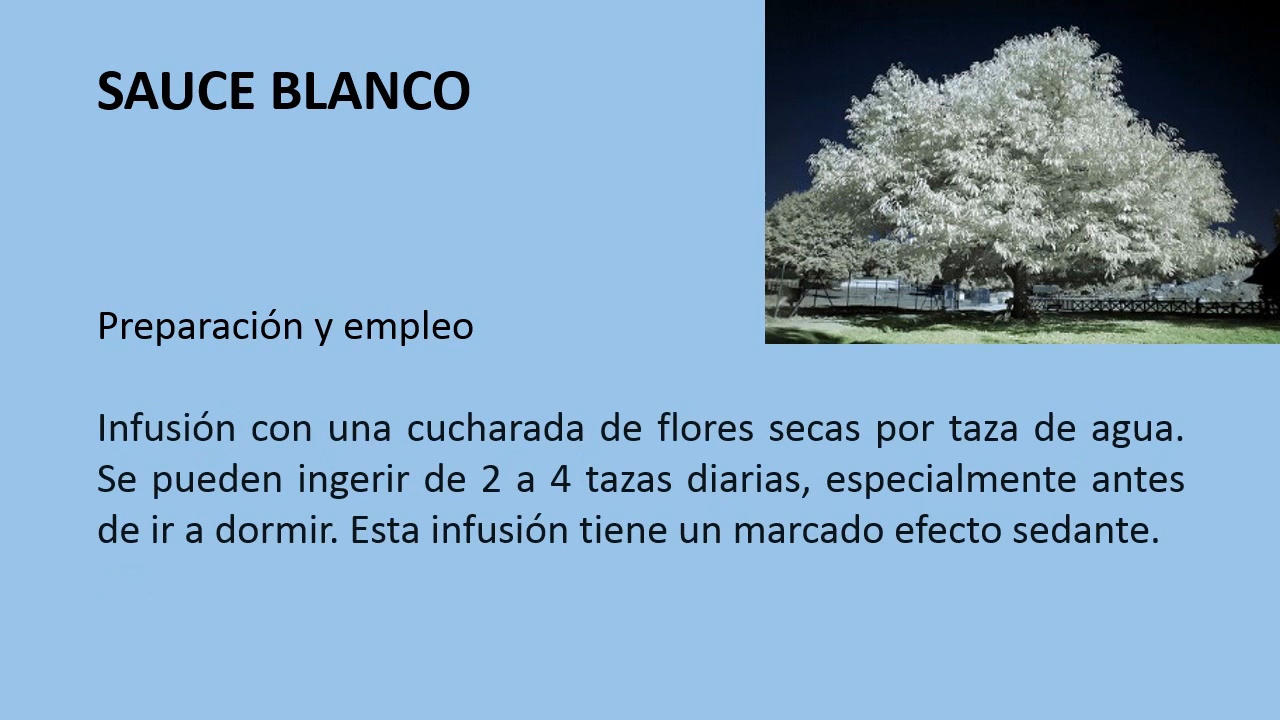 SAUCE BLANCO
Preparación y empleo
Infusión con una cucharada de flores secas por taza de agua.
Se pueden ingerir de 2 a 4 tazas diarias, especialmente antes
de ir a dormir. Esta infusión tiene un marcado efecto sedante.